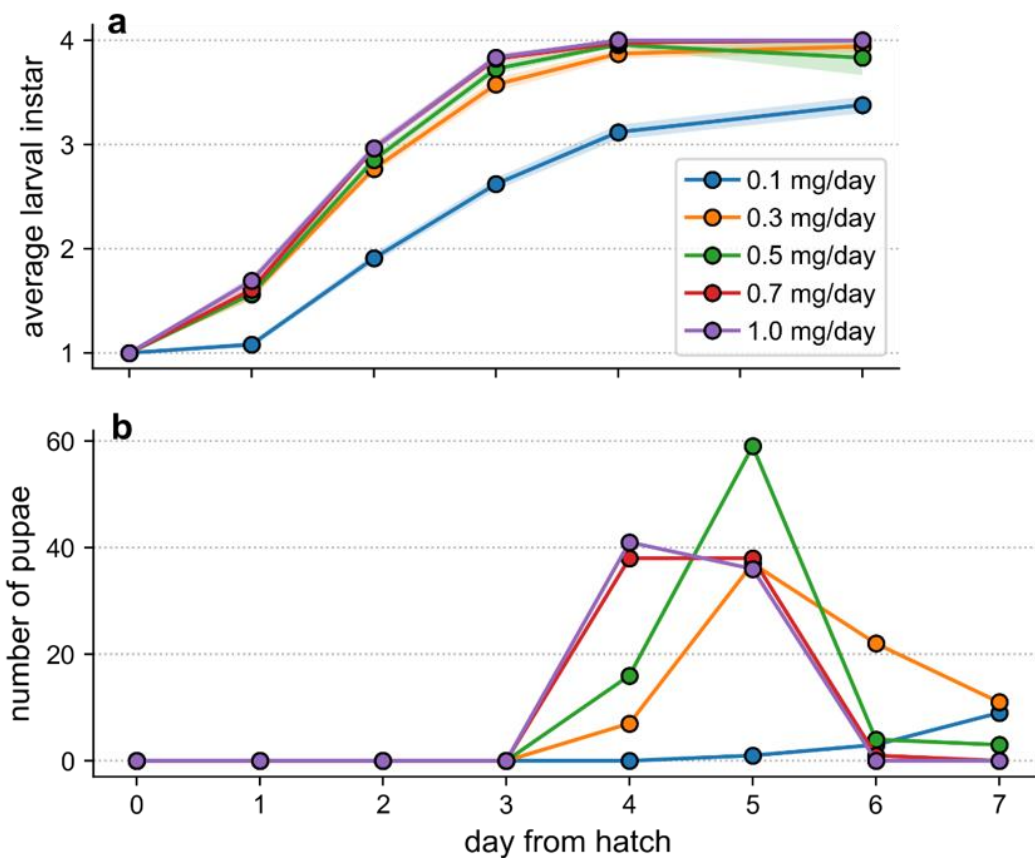 a
4
3
2
1
average larval instar
0.1 mg/day
0.3 mg/day
0.5 mg/day
0.7 mg/day
1.0 mg/day
b
60
40
20
0
number of pupae
0 1 2 3 4 5 6 7
day from hatch